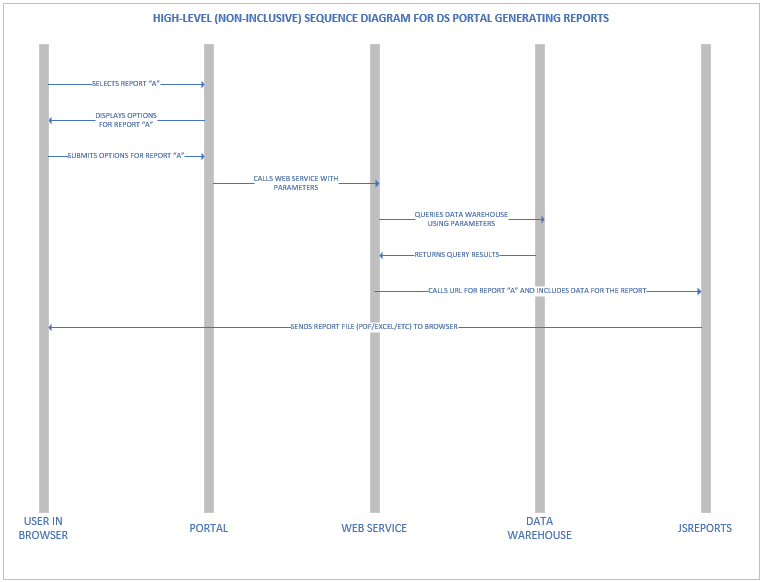 HIGH-LEVEL (NON-INCLUSIVE) SEQUENCE DIAGRAM FOR DS PORTAL GENERATING REPORTS
SELECTS REPORT “A”
DISPLAYS OPTIONS
FOR REPORT “A”
SUBMITS OPTIONS FOR REPORT “A”
CALLS WEB SERVICE WITH
PARAMETERS
QUERIES DATA WAREHOUSE
USING PARAMETERS
RETURNS QUERY RESULTS
CALLS URL FOR REPORT “A” AND INCLUDES DATA FOR THE REPORT
SENDS REPORT FILE (PDF/EXCEL/ETC) TO BROWSER
USER IN
BROWSER
PORTAL
WEB SERVICE
DATA
WAREHOUSE
JSREPORTS